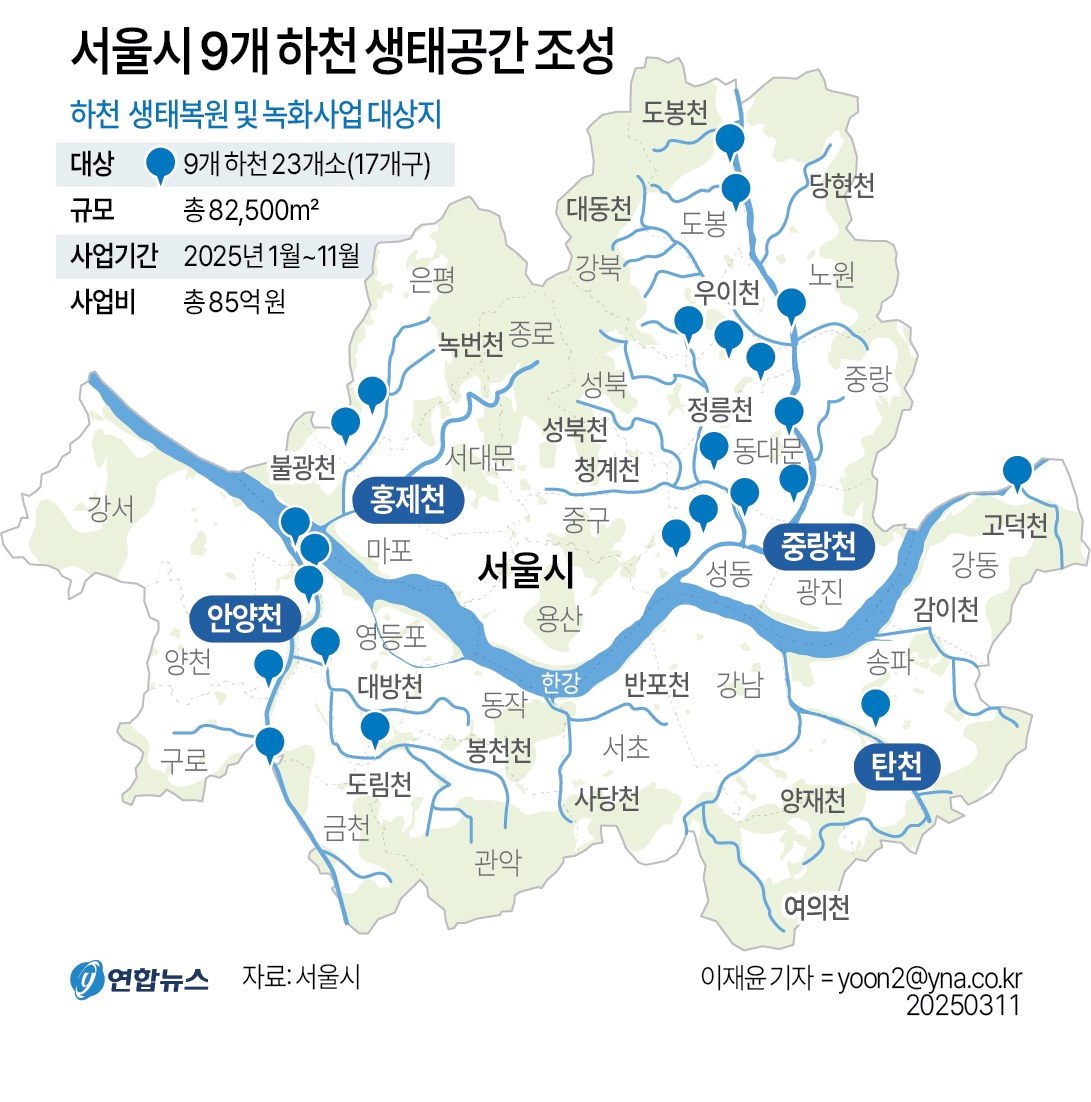 서울시 9개 하천 생태공간 조성
하천 생태복원 및 녹화사업 대상지
대상 9개 하천 23개소(17개구)
규모 총 82,500m²
사업기간 2025년 1월~11월
사업비 총 85억 원
도봉천
당현천
대동천
도봉
강북
노원
은평
우이천
녹번천
종로
중랑
성북
정릉천
성북천
동대문
서대문
불광천
청계천
홍제천
강서
중구
고덕천
마포
서울시
중랑천
강동
성동
광진
안양천
용산
감이천
영등포
양천
송파
대방천
한강
반포천
강남
동작
봉천천
서초
구로
탄천
도림천
사당천
양재천
금천
관악
여의천
연합뉴스
자료: 서울시
이재윤 기자 = yoon2@yna.co.kr
20250311